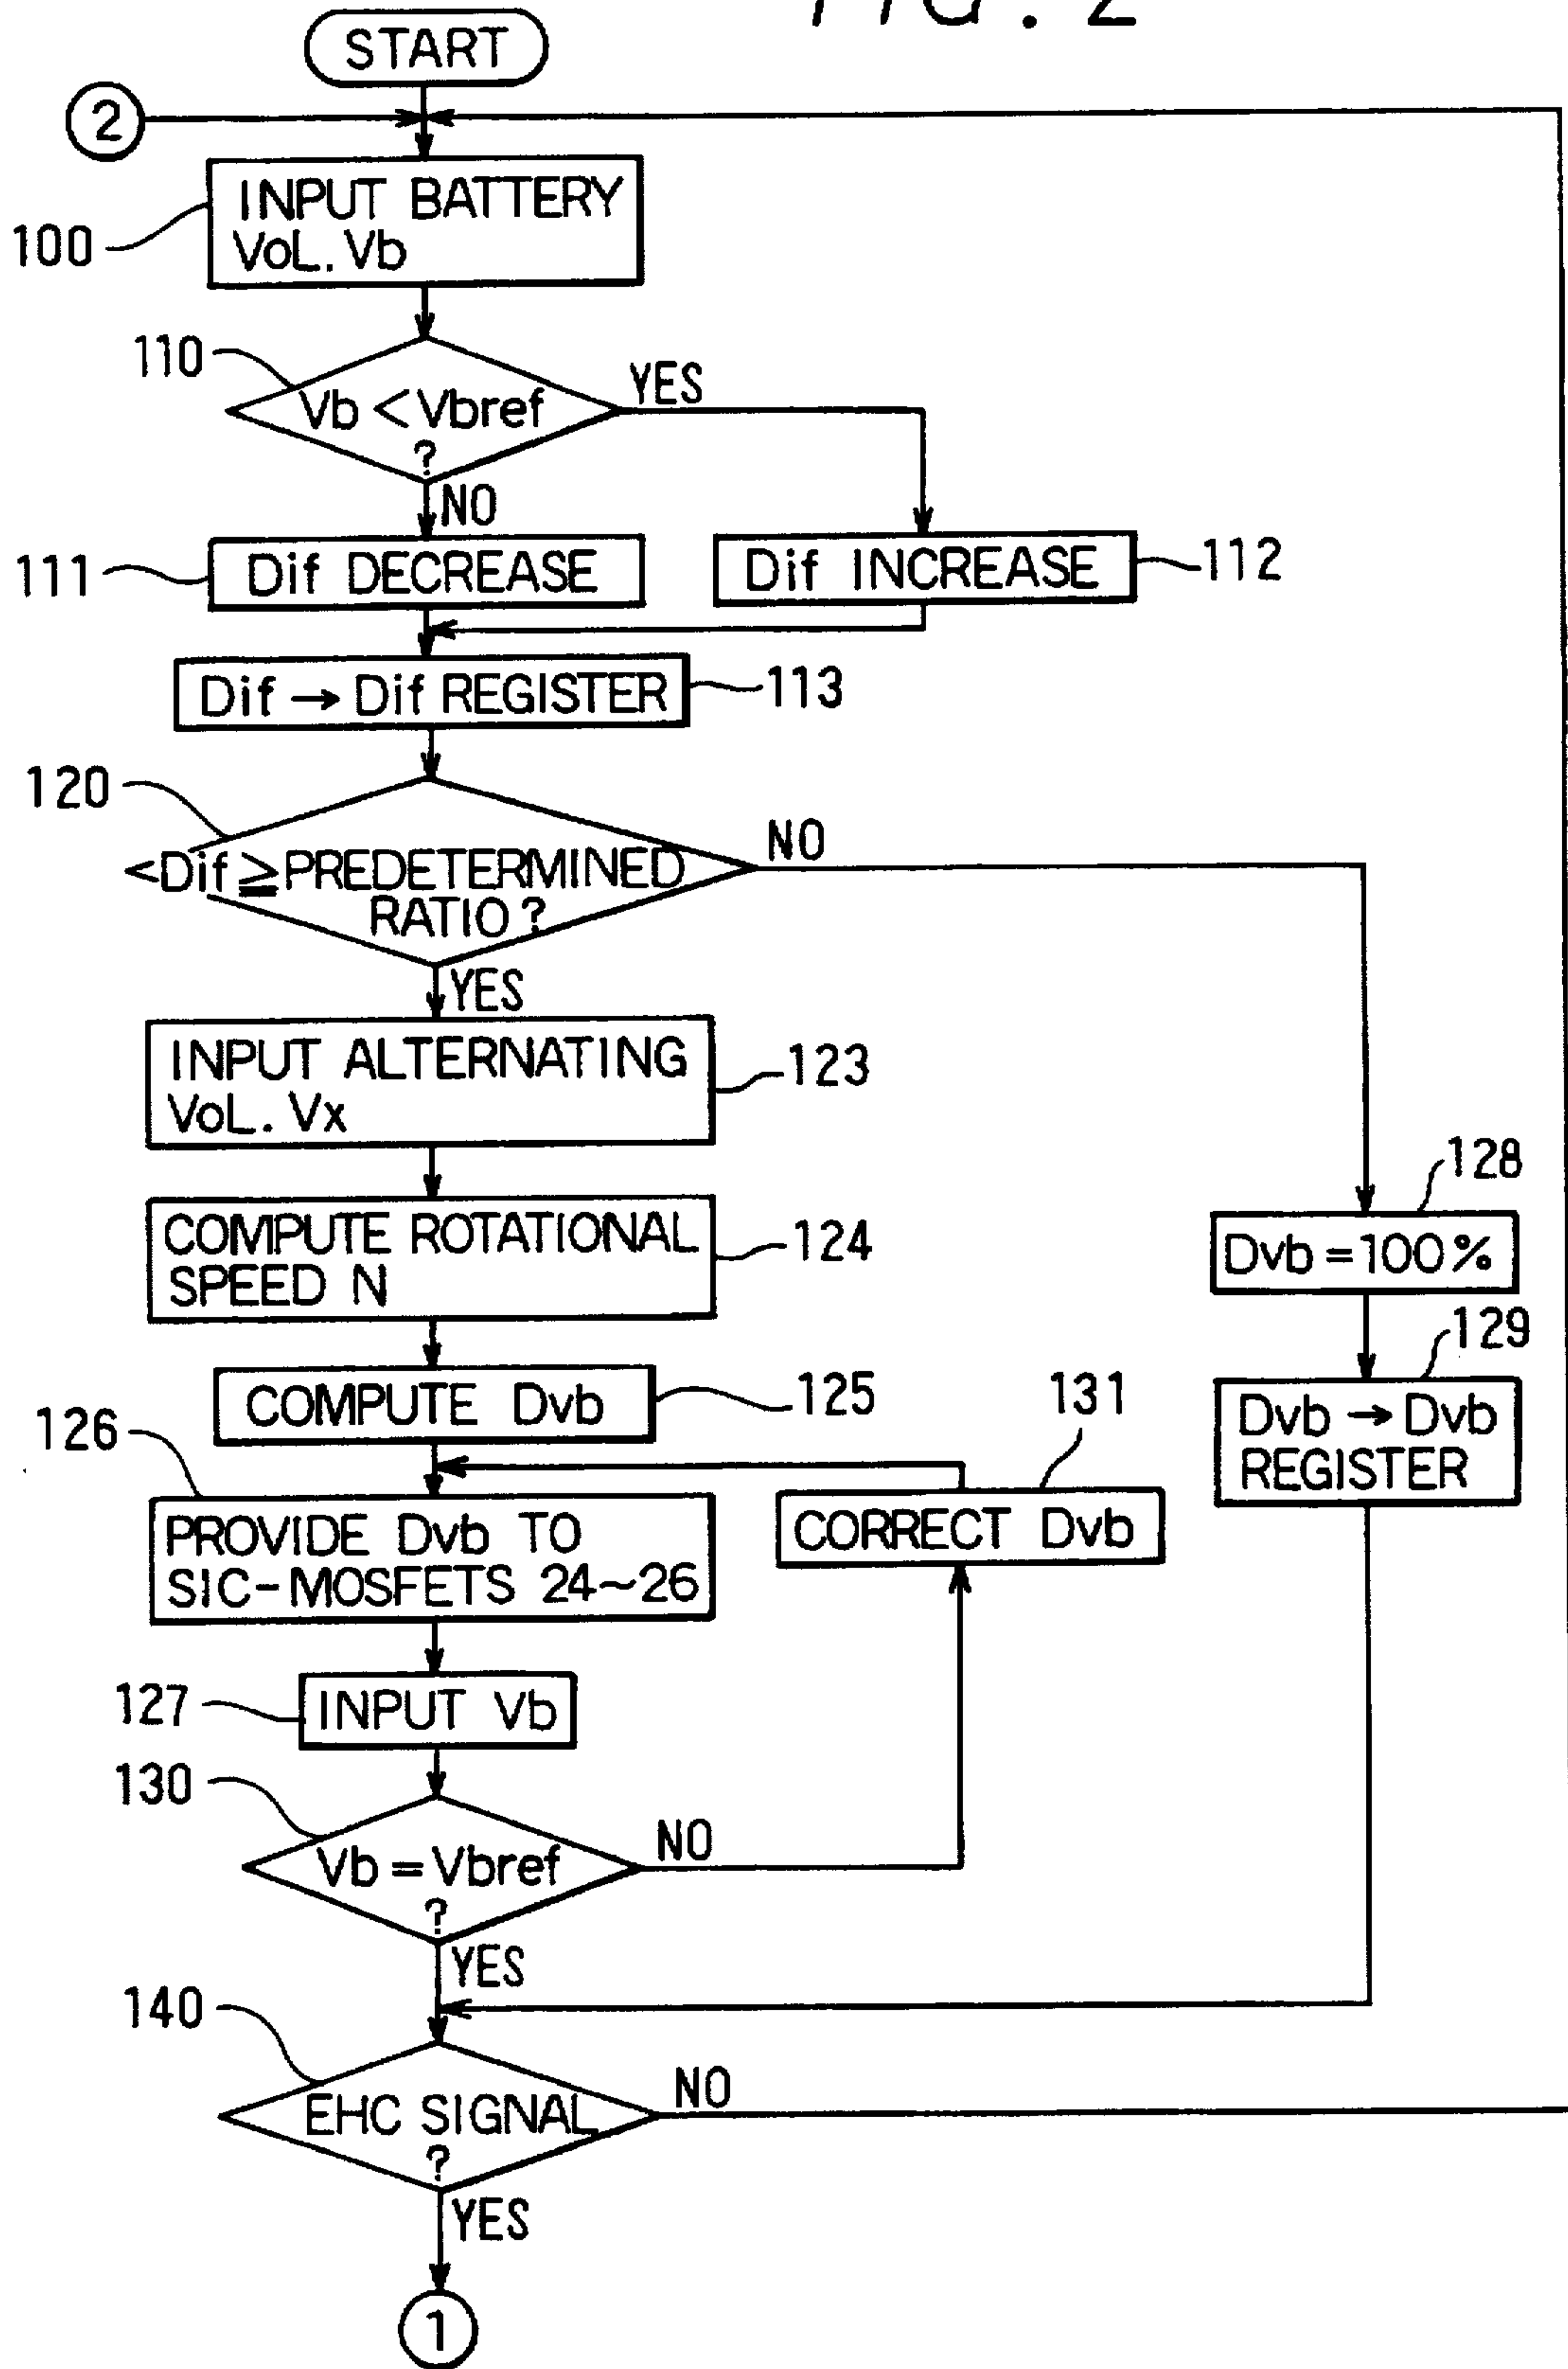 FIG. 2
START
2
INPUT BATTERY
VoL. Vb
100
110
Vb < Vbref
?
YES
NO
111
Dif DECREASE
Dif INCREASE
112
Dif → Dif REGISTER
113
120
<Dif ≧ PREDETERMINED
RATIO ?
NO
YES
INPUT ALTERNATING
VoL. Vx
123
COMPUTE ROTATIONAL
SPEED N
124
128
Dvb = 100 %
129
Dvb → Dvb
REGISTER
COMPUTE Dvb
125
131
CORRECT Dvb
126
PROVIDE Dvb TO
SIC-MOSFETS 24~26
127
INPUT Vb
130
Vb = Vbref
?
NO
YES
140
EHC SIGNAL
?
NO
YES
1